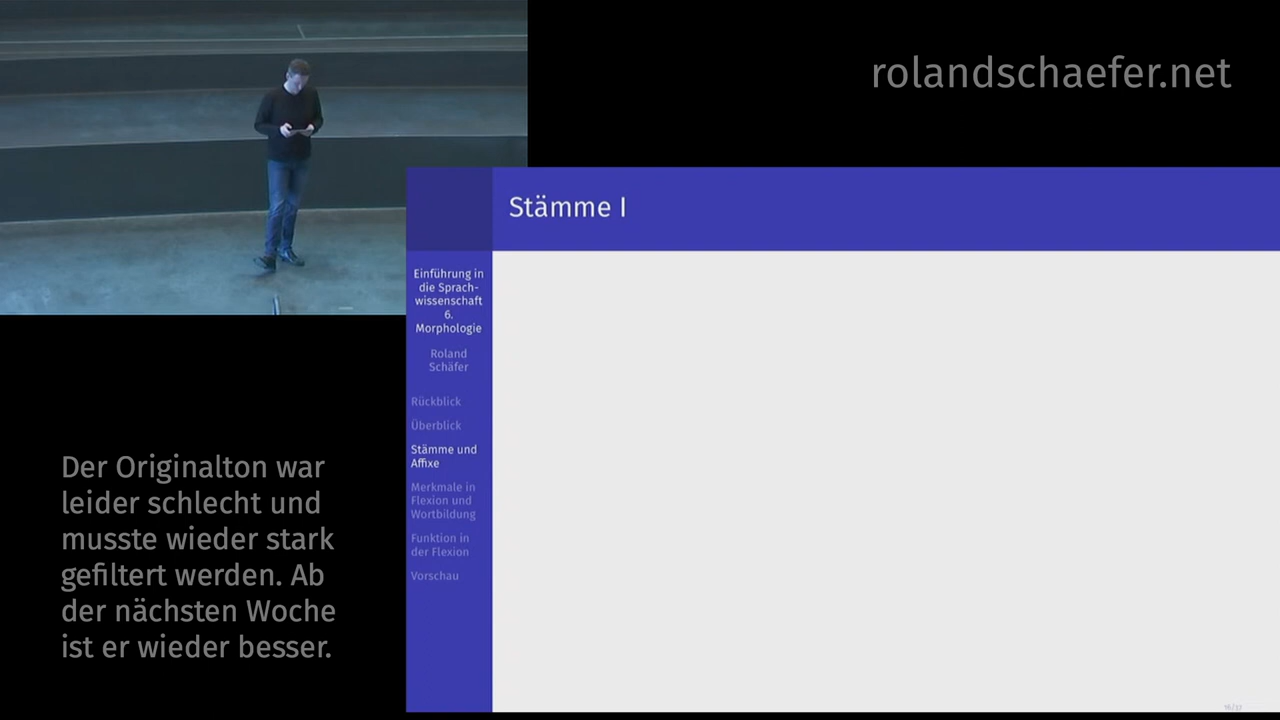 rolandschaefer.net
Stämme I
Einführung in
die Sprach-
wissenschaft
6.
Morphologie
Roland
Schäfer
Rückblick
Überblick
Stämme und
Affixe
Merkmale in
Flexion und
Wortbildung
Funktion in
der Flexion
Vorschau
Der Originalton war
leider schlecht und
musste wieder stark
gefiltert werden. Ab
der nächsten Woche
ist er wieder besser.